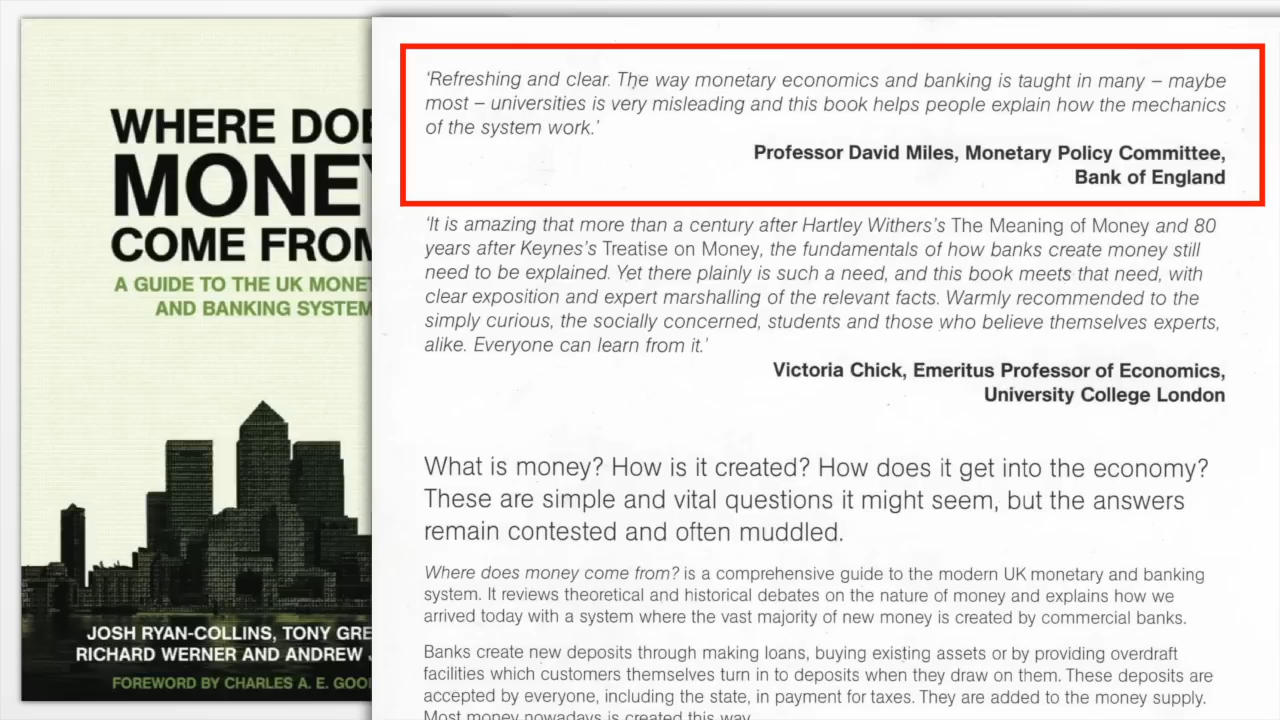 WHERE DOE
MONEY
COME FROM
A GUIDE TO THE UK MONET
AND BANKING SYSTEM
JOSH RYAN-COLLINS, TONY GRE
RICHARD WERNER AND ANDREW J
FOREWORD BY CHARLES A. E. GOO
'Refreshing and clear. The way monetary economics and banking is taught in many – maybe
most – universities is very misleading and this book helps people explain how the mechanics
of the system work.'
Professor David Miles, Monetary Policy Committee,
Bank of England
'It is amazing that more than a century after Hartley Withers's The Meaning of Money and 80
years after Keynes's Treatise on Money, the fundamentals of how banks create money still
need to be explained. Yet there plainly is such a need, and this book meets that need, with
clear exposition and expert marshalling of the relevant facts. Warmly recommended to the
simply curious, the socially concerned, students and those who believe themselves experts,
alike. Everyone can learn from it.'
Victoria Chick, Emeritus Professor of Economics,
University College London
What is money? How is it created? How does it get into the economy?
These are simple and vital questions it might seem, but the answers
remain contested and often muddled.
Where does money come from? is a comprehensive guide to the modern UK monetary and banking
system. It reviews theoretical and historical debates on the nature of money and explains how we
arrived today with a system where the vast majority of new money is created by commercial banks.
Banks create new deposits through making loans, buying existing assets or by providing overdraft
facilities which customers themselves turn in to deposits when they draw on them. These deposits are
accepted by everyone, including the state, in payment for taxes. They are added to the money supply.
Most money nowadays is created this way.